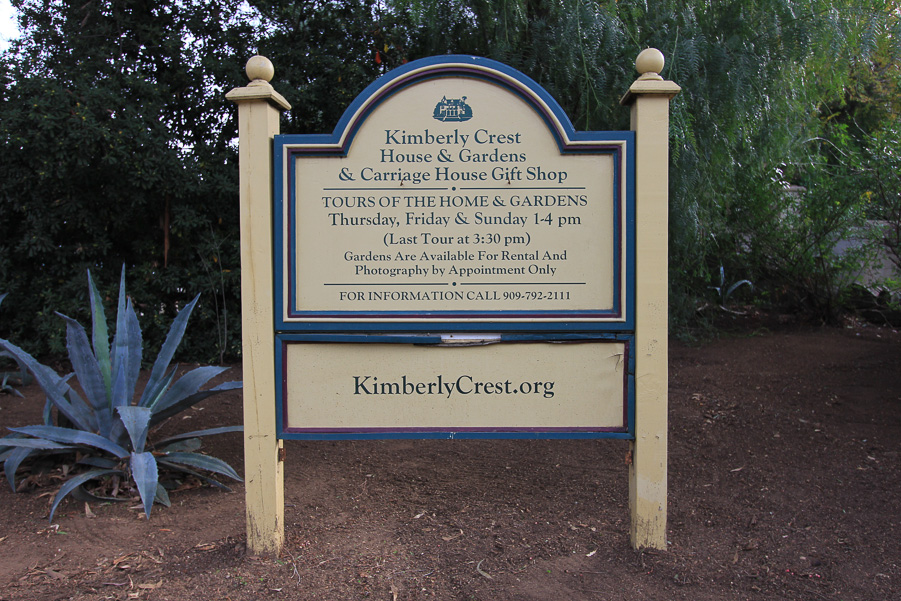 Kimberly Crest
House & Gardens
& Carriage House Gift Shop
TOURS OF THE HOME & GARDENS
Thursday, Friday & Sunday 1-4 pm
(Last Tour at 3:30 pm)
Gardens Are Available For Rental And
Photography by Appointment Only
FOR INFORMATION CALL 909-792-2111
KimberlyCrest.org